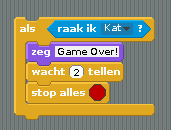 als raak ik Kat ?
zeg Game Over!
wacht 2 tellen
stop alles